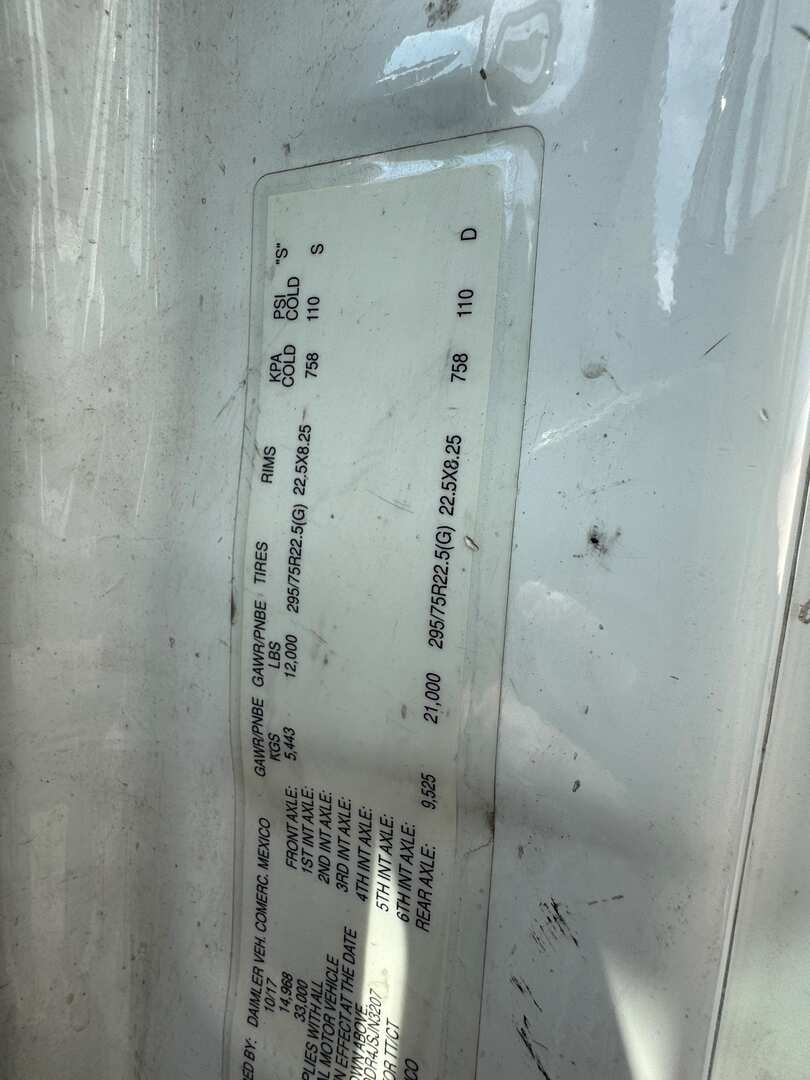 ED BY: DAIMLER VEH. COMERC. MEXICO
10/17
14,968
33,000
PLIES WITH ALL
AL MOTOR VEHICLE
N EFFECT AT THE DATE
OWN ABOVE.
DR4JSJN3207
OR TT/CT
ICO
GAWR/PNBE GAWR/PNBE TIRES RIMS KPA PSI "S"
KGS LBS COLD COLD
FRONT AXLE: 5,443 12,000 295/75R22.5(G) 22.5X8.25 758 110 S
1ST INT AXLE:
2ND INT AXLE:
3RD INT AXLE:
4TH INT AXLE:
5TH INT AXLE:
6TH INT AXLE:
REAR AXLE: 9,525 21,000 295/75R22.5(G) 22.5X8.25 758 110 D